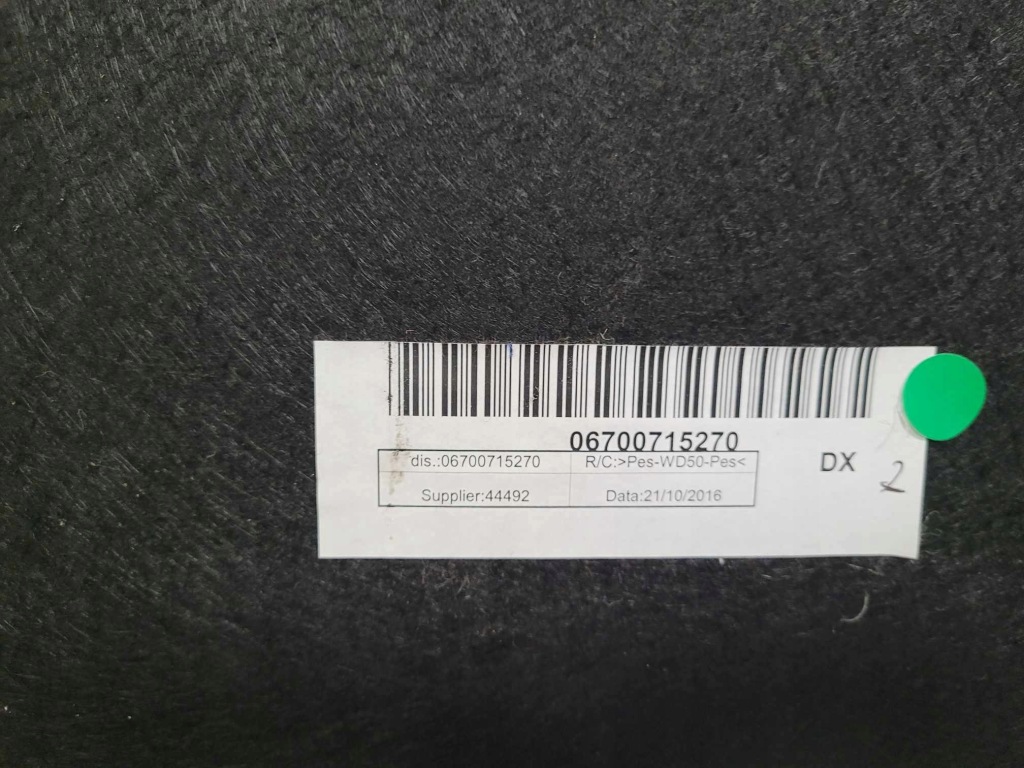 06700715270
dis.:06700715270 R/C:>Pes-WD50-Pes<
Supplier:44492 Data:21/10/2016
DX
2